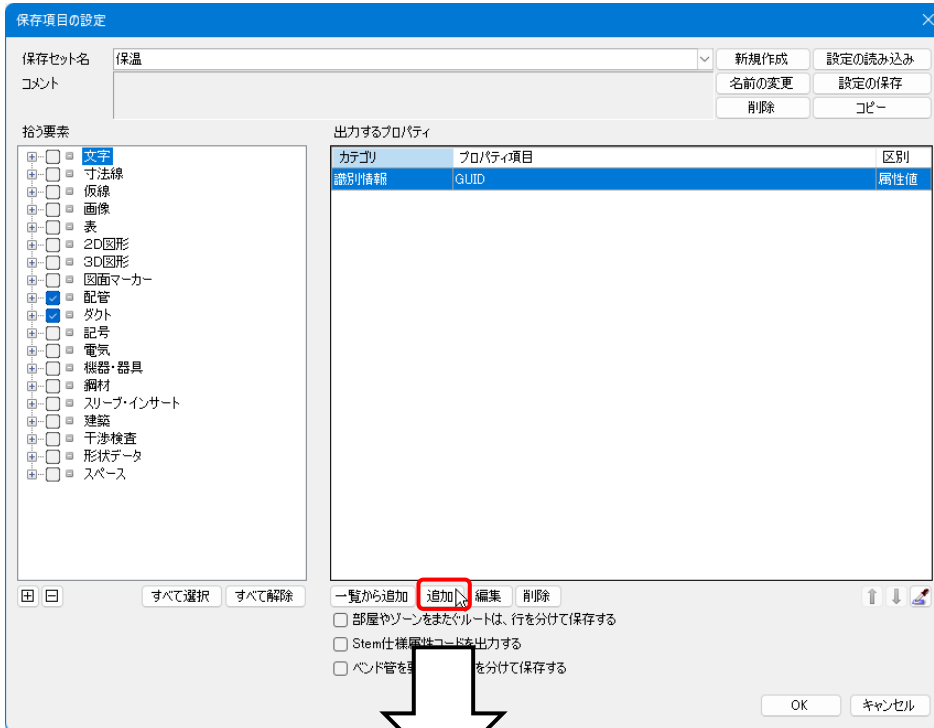 保存項目の設定
保存セット名 保温 新規作成 設定の読み込み
コメント 名前の変更 設定の保存
削除 コピー
拾う要素
文字
寸法線
仮線
画像
表
2D図形
3D図形
図面マーカー
配管
ダクト
記号
電気
機器・器具
鋼材
スリーブ・インサート
建築
干渉検査
形状データ
スペース
すべて選択 すべて解除
出力するプロパティ
カテゴリ プロパティ項目 区別
識別情報 GUID 属性値
一覧から追加 追加 編集 削除
部屋やゾーンをまたぐルートは、行を分けて保存する
Stem仕様属性コードを出力する
ベンド管を を分けて保存する
OK キャンセル